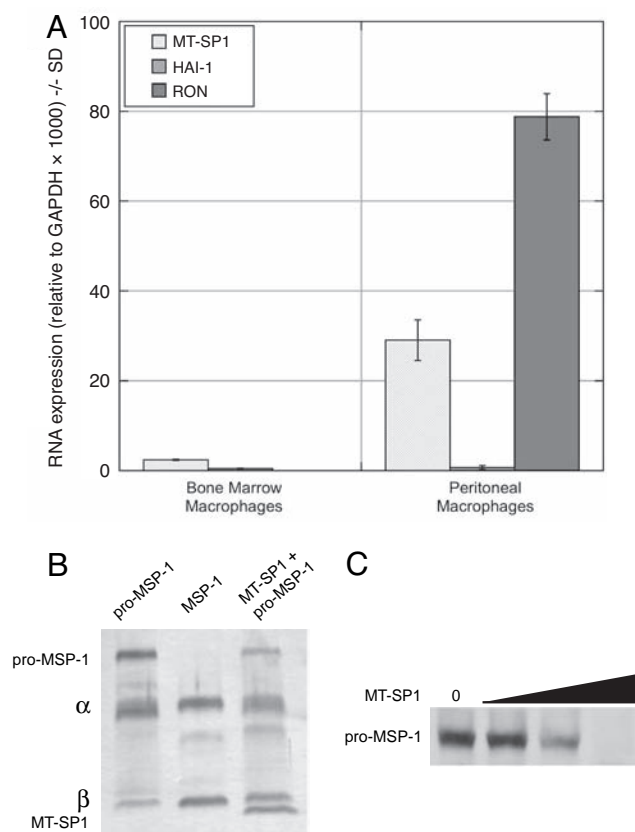 A
RNA expression (relative to GAPDH × 1000) -/- SD
100
80
60
40
20
0
MT-SP1
HAI-1
RON
Bone Marrow
Macrophages
Peritoneal
Macrophages
B
pro-MSP-1
MSP-1
MT-SP1 +
pro-MSP-1
pro-MSP-1
α
β
MT-SP1
C
MT-SP1
0
pro-MSP-1